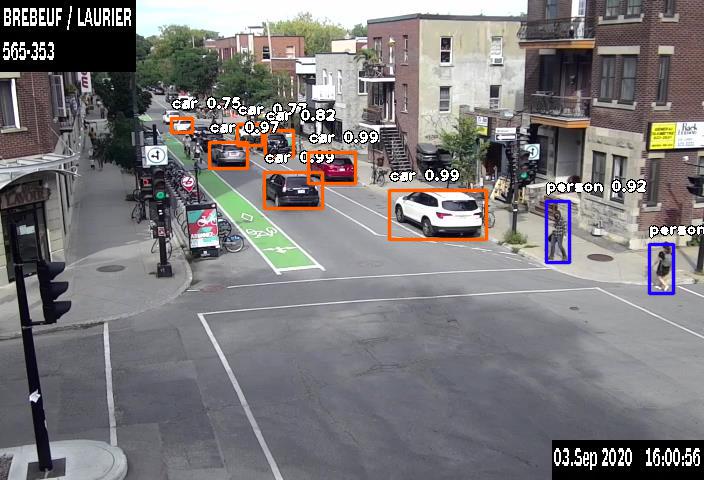 BREBEUF / LAURIER
565-353
car 0.75
car 0.77
car 0.82
car 0.97
car 0.99
car 0.99
car 0.99
person 0.92
person
03.Sep 2020 16:00:56